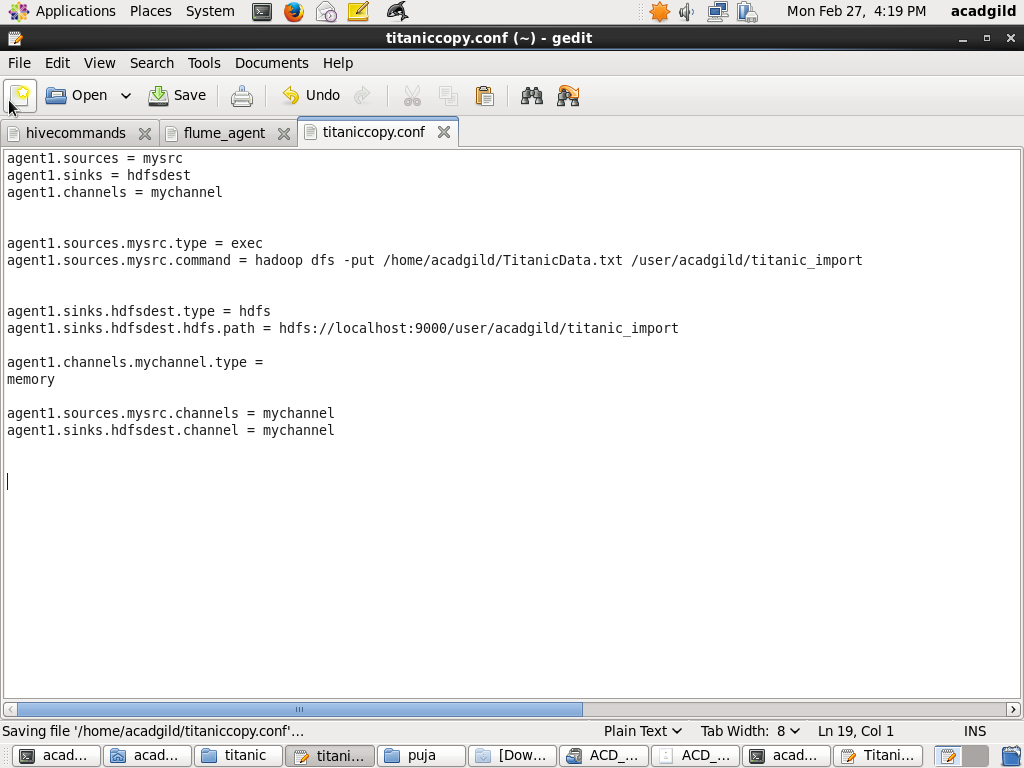 Applications Places System Mon Feb 27, 4:19 PM acadgild
titaniccopy.conf (~) - gedit
File Edit View Search Tools Documents Help
Open Save Undo
hivecommands flume_agent titaniccopy.conf
agent1.sources = mysrc
agent1.sinks = hdfsdest
agent1.channels = mychannel
agent1.sources.mysrc.type = exec
agent1.sources.mysrc.command = hadoop dfs -put /home/acadgild/TitanicData.txt /user/acadgild/titanic_import
agent1.sinks.hdfsdest.type = hdfs
agent1.sinks.hdfsdest.hdfs.path = hdfs://localhost:9000/user/acadgild/titanic_import
agent1.channels.mychannel.type =
memory
agent1.sources.mysrc.channels = mychannel
agent1.sinks.hdfsdest.channel = mychannel
Saving file '/home/acadgild/titaniccopy.conf'... Plain Text Tab Width: 8 Ln 19, Col 1 INS
acad... acad... titanic titani... puja [Dow... ACD_... ACD_... acad... Titani...